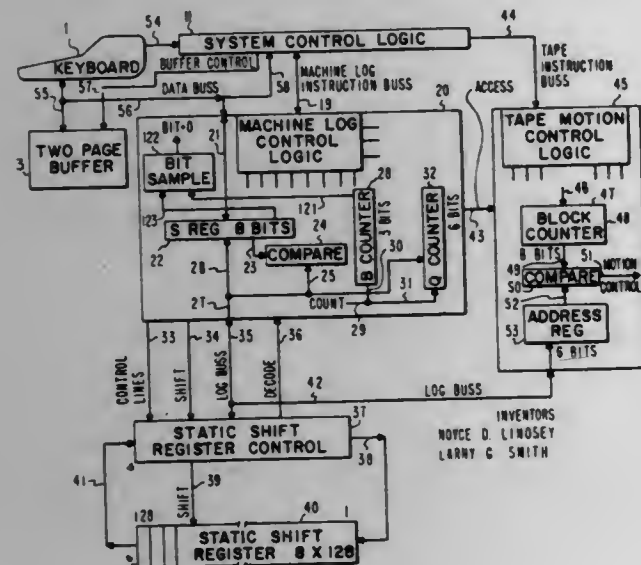 1
KEYBOARD
54
11
SYSTEM CONTROL LOGIC
44
57
BUFFER CONTROL
58
55
DATA BUSS
56
MACHINE LOG
INSTRUCTION BUSS
19
TAPE
INSTRUCTION
BUSS
20
ACCESS
45
TWO PAGE
BUFFER
3
122
BIT=0
21
BIT
SAMPLE
123
MACHINE LOG
CONTROL
LOGIC
121
28
B COUNTER
3 BITS
32
Q COUNTER
6 BITS
43
TAPE MOTION
CONTROL
LOGIC
46
47
BLOCK
COUNTER
48
8 BITS
49
51
COMPARE
MOTION
CONTROL
50
52
ADDRESS
REG
53
6 BITS
S REG 8 BITS
22
23
24
COMPARE
25
30
2B
27
COUNT
31
29
33
34
35
36
CONTROL
LINES
SHIFT
LOG BUSS
DECODE
42
LOG BUSS
37
STATIC SHIFT
REGISTER CONTROL
38
INVENTORS
NOYCE D. LINDSEY
LARRY G SMITH
41
SHIFT
39
40
128
1
STATIC SHIFT
REGISTER 8 X 128